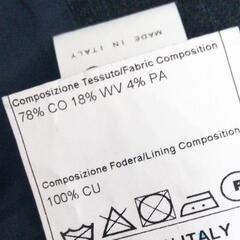 MADE IN ITALY
Composizione Tessuto/Fabric Composition
78% CO 18% WV 4% PA
Composizione Fodera/Lining Composition
100% CU
P
ITALY